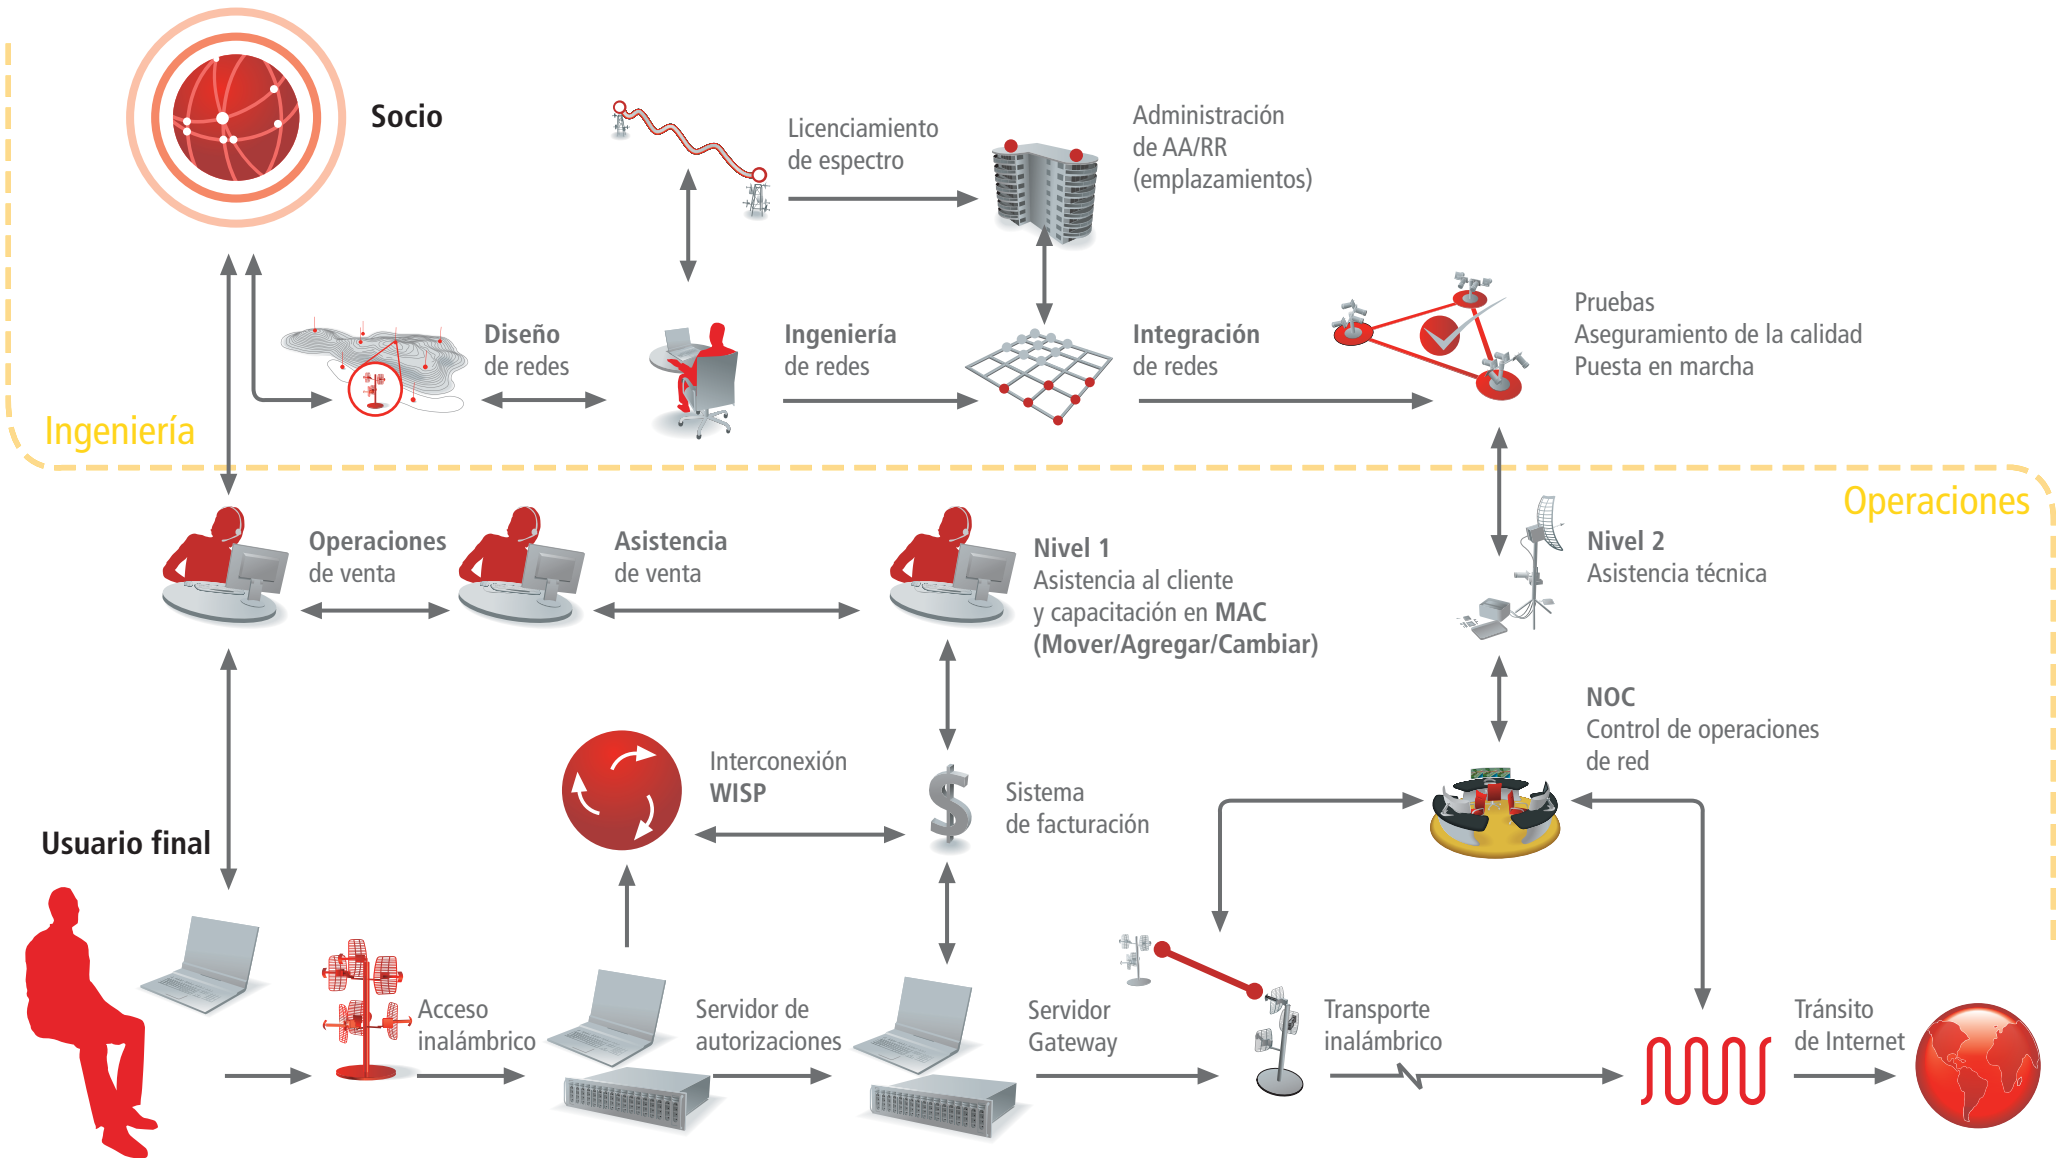 Socio
Licenciamiento
de espectro
Administración
de AA/RR
(emplazamientos)
Diseño
de redes
Ingeniería
de redes
Integración
de redes
Pruebas
Aseguramiento de la calidad
Puesta en marcha
Ingeniería
Operaciones
Operaciones
de venta
Asistencia
de venta
Nivel 1
Asistencia al cliente
y capacitación en MAC
(Mover/Agregar/Cambiar)
Nivel 2
Asistencia técnica
NOC
Control de operaciones
de red
Interconexión
WISP
$
Sistema
de facturación
Usuario final
Acceso
inalámbrico
Servidor de
autorizaciones
Servidor
Gateway
Transporte
inalámbrico
Tránsito
de Internet